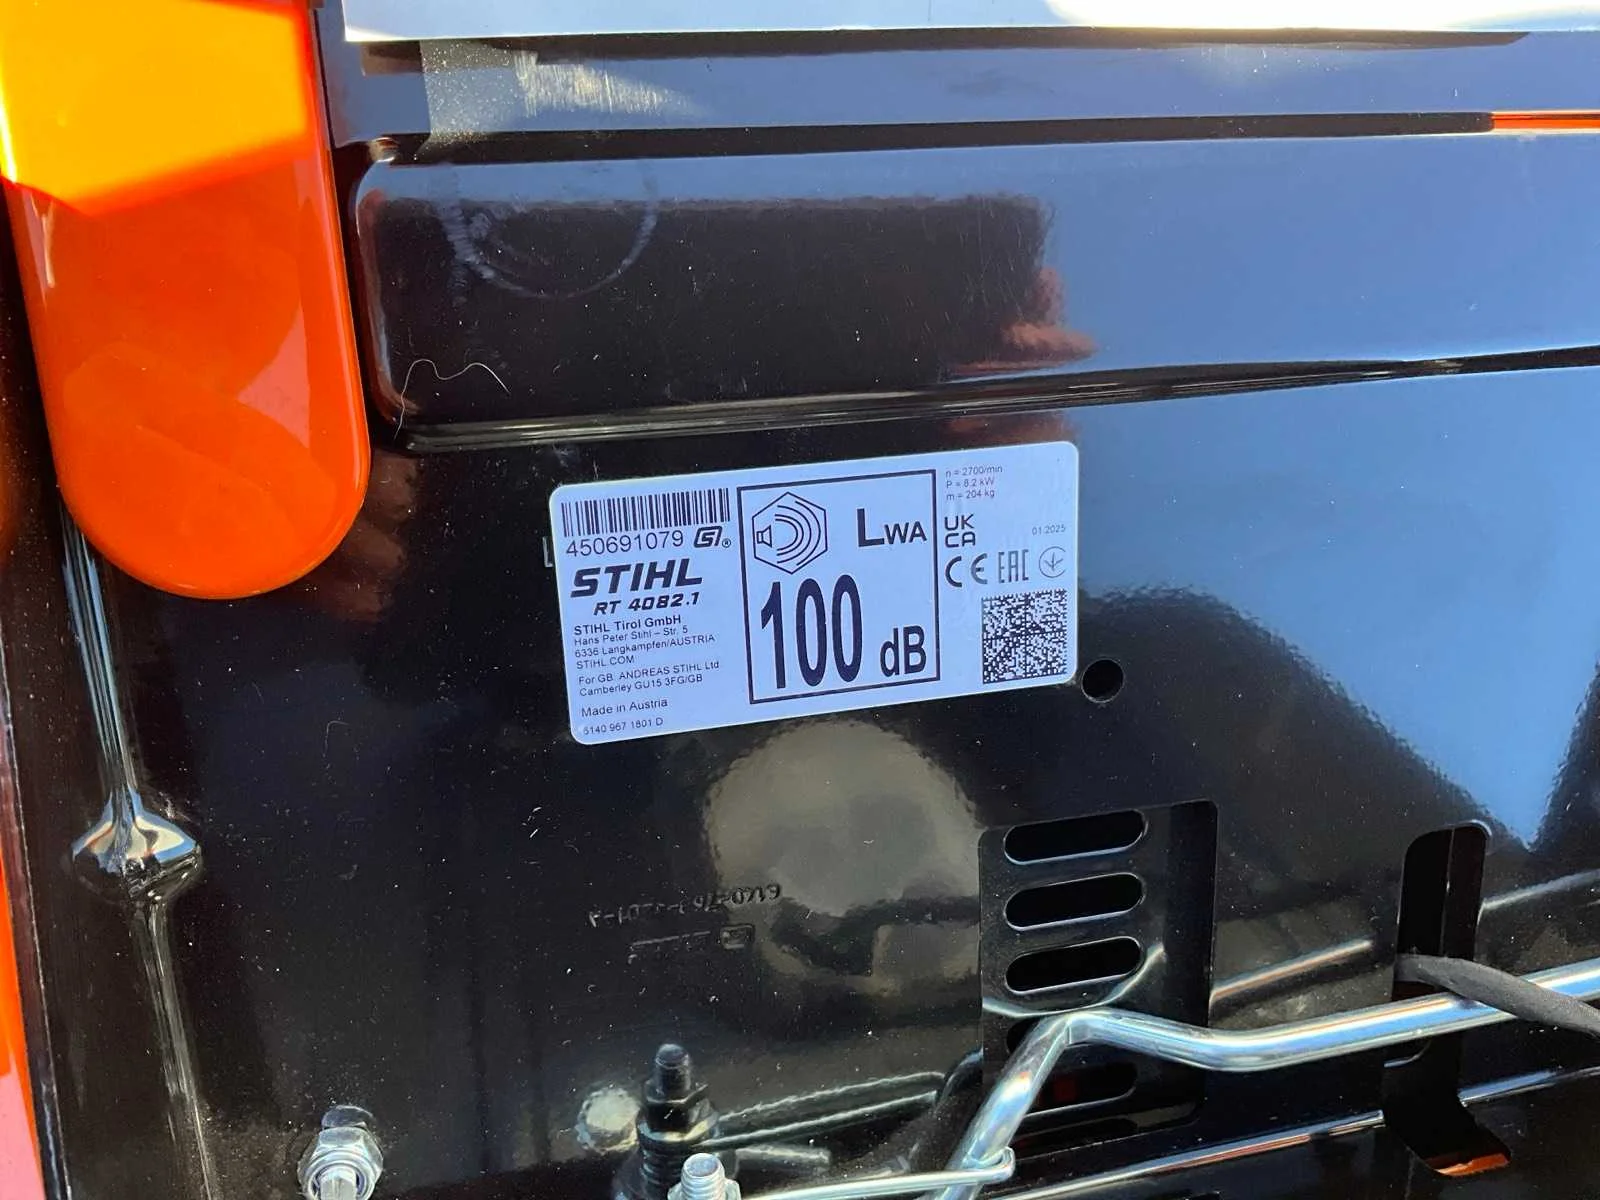 450691079
STIHL
RT 4082.1
STIHL Tirol GmbH
Hans Peter Stihl – Str. 5
6336 Langkampfen/AUSTRIA
STIHL.COM
For GB: ANDREAS STIHL Ltd
Camberley GU15 3FG/GB
Made in Austria
6140 967 1801 D
LWA
100 dB
n = 2700/min
P = 8.2 kW
m = 204 kg
UK
CA
01.2025
CE EAC